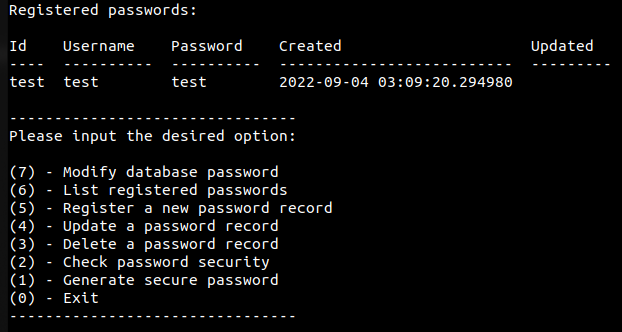 Registered passwords:
Id    Username    Password    Created                     Updated
----  ----------  ----------  --------------------------  ---------
test  test        test        2022-09-04 03:09:20.294980
--------------------------------
Please input the desired option:
(7) - Modify database password
(6) - List registered passwords
(5) - Register a new password record
(4) - Update a password record
(3) - Delete a password record
(2) - Check password security
(1) - Generate secure password
(0) - Exit
--------------------------------